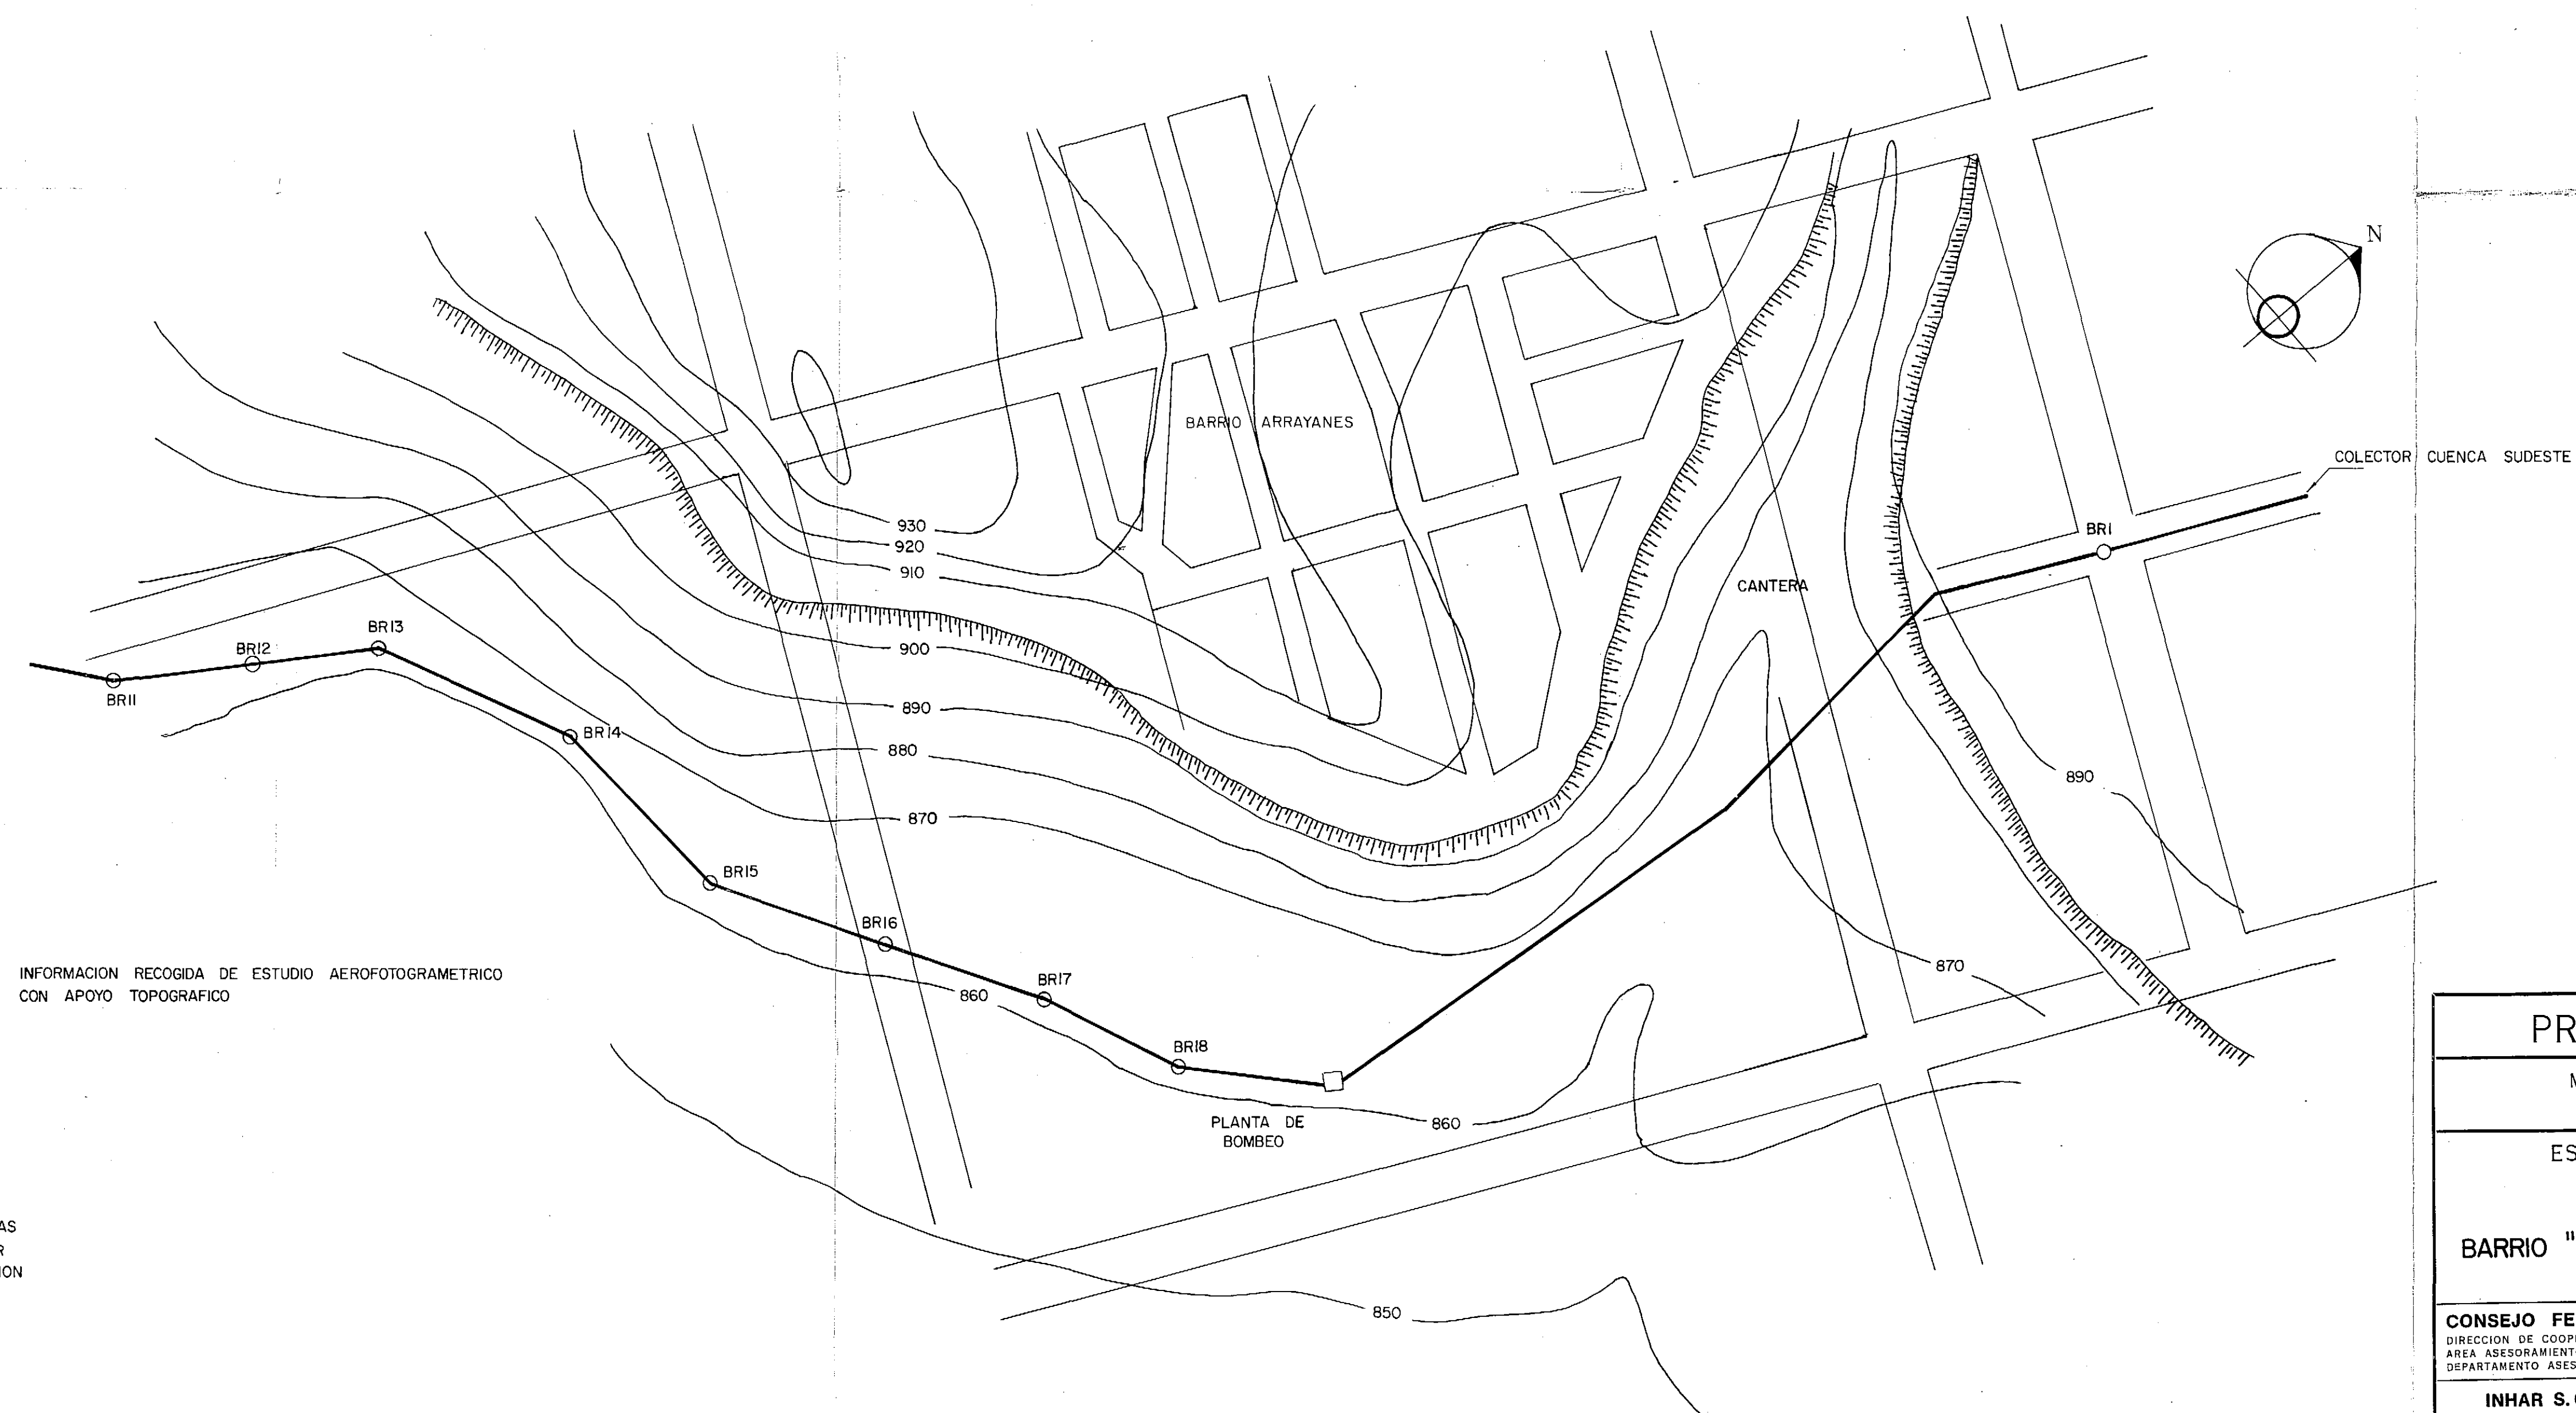 N
BARRIO ARRAYANES
COLECTOR CUENCA SUDESTE
930
920
910
900
890
880
870
860
BR1
CANTERA
890
870
BR13
BR12
BR11
BR14
BR15
BR16
BR17
BR18
INFORMACION RECOGIDA DE ESTUDIO AEROFOTOGRAMETRICO
CON APOYO TOPOGRAFICO
PLANTA DE
BOMBEO
860
850
AS
R
ION
PR
M
ES
BARRIO "
CONSEJO FE
DIRECCION DE COOP
AREA ASESORAMIENT
DEPARTAMENTO ASES
INHAR S.